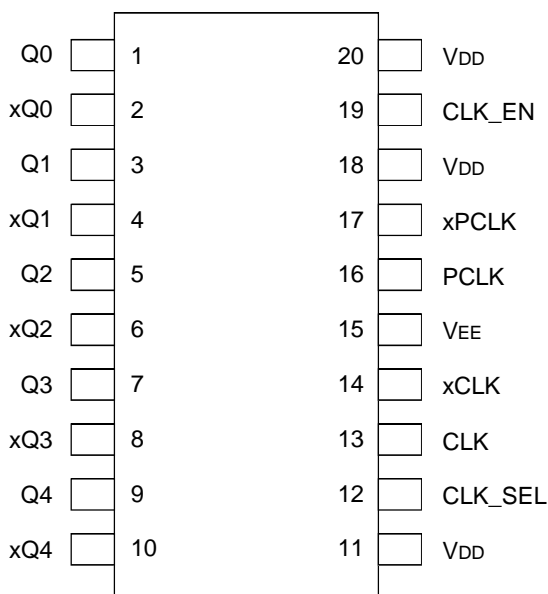 Q0 1 20 VDD
xQ0 2 19 CLK_EN
Q1 3 18 VDD
xQ1 4 17 xPCLK
Q2 5 16 PCLK
xQ2 6 15 VEE
Q3 7 14 xCLK
xQ3 8 13 CLK
Q4 9 12 CLK_SEL
xQ4 10 11 VDD